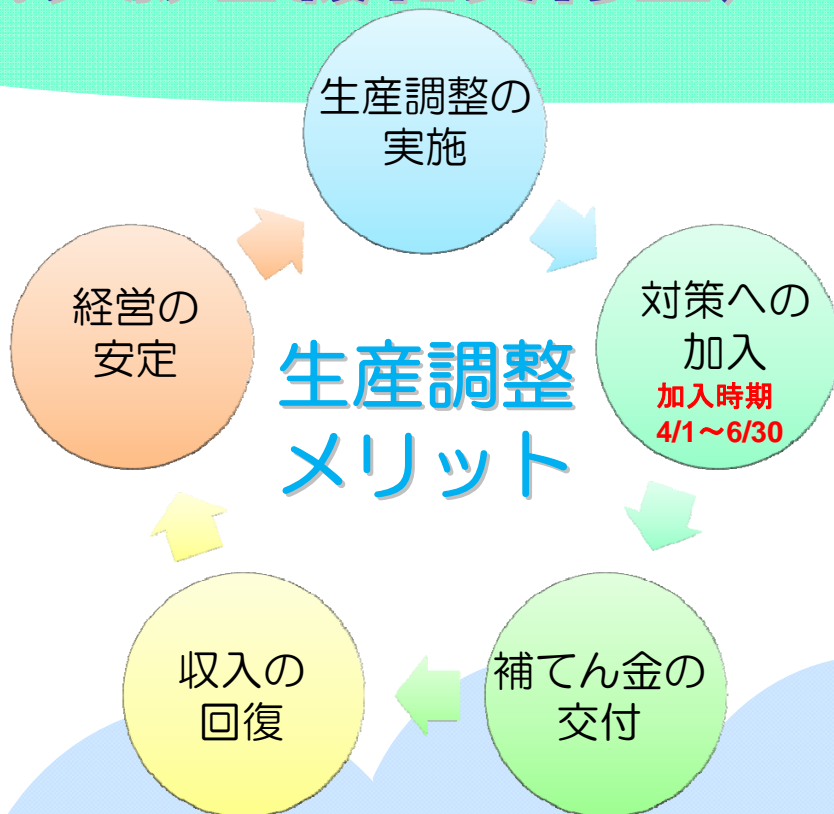 生産調整の
実施
対策への
加入
加入時期
4/1～6/30
補てん金の
交付
収入の
回復
経営の
安定
生産調整
メリット